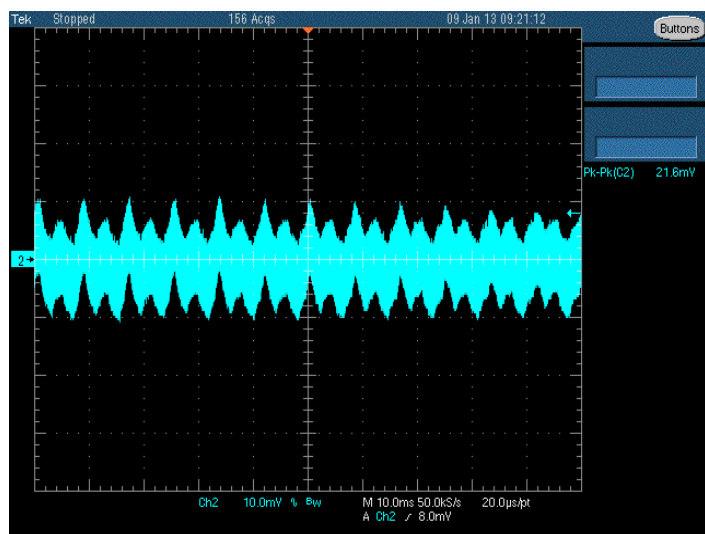 Tek Stopped 156 Acqs 09 Jan 13 09:21:12
Buttons
Pk-Pk(C2) 21.6mV
2
Ch2 10.0mV ∿ Bw M 10.0ms 50.0kS/s 20.0µs/pt
A Ch2 ⁄ 8.0mV